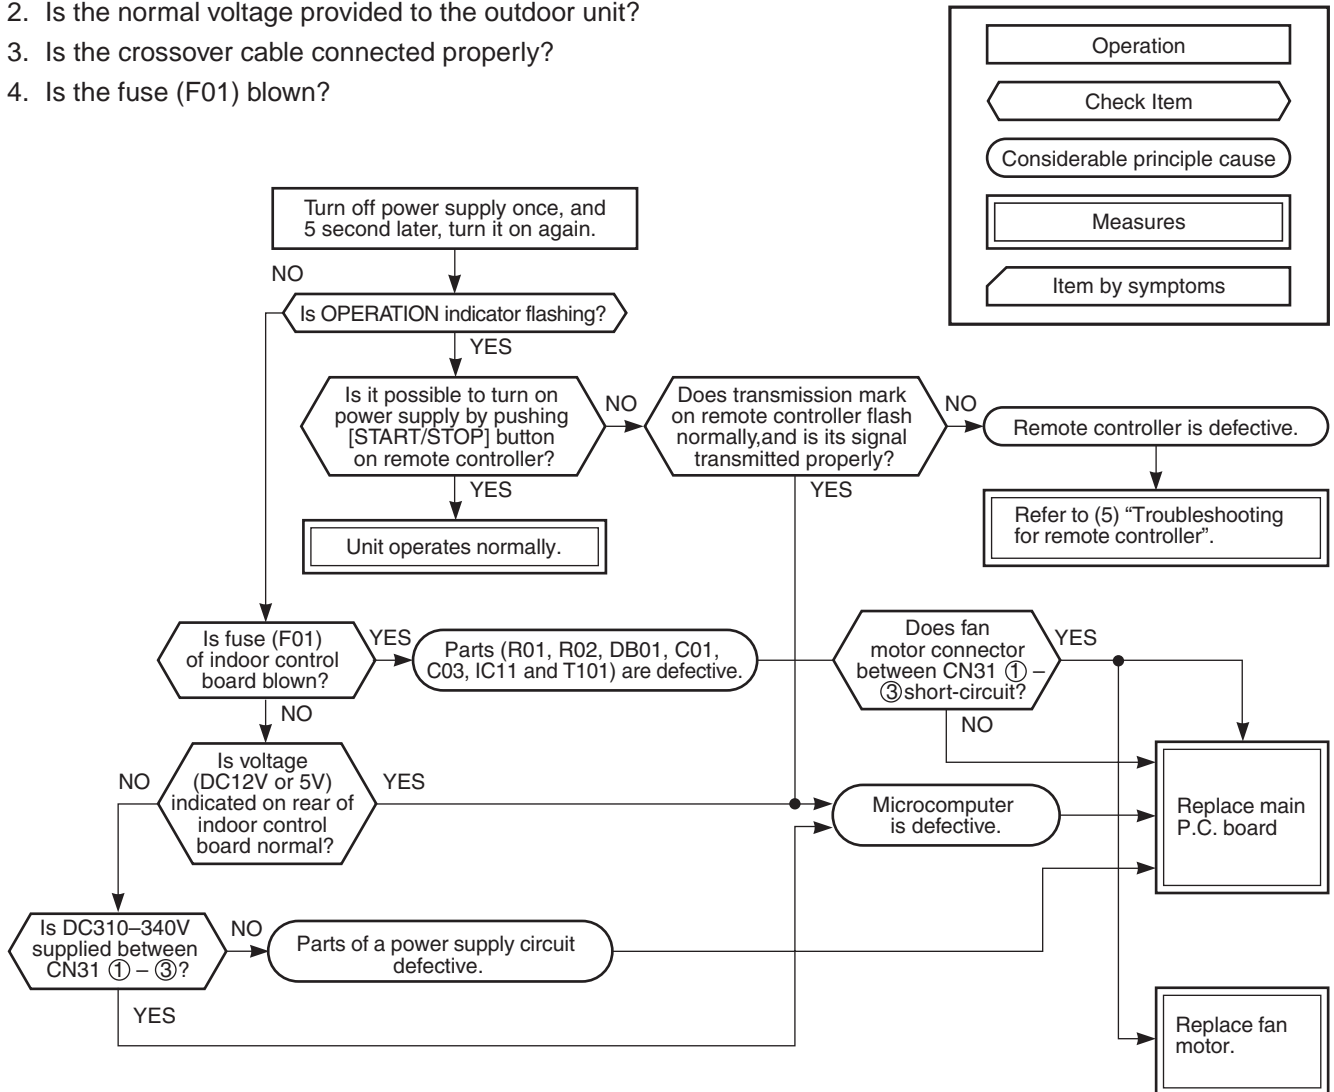 2. Is the normal voltage provided to the outdoor unit?
3. Is the crossover cable connected properly?
4. Is the fuse (F01) blown?
Operation
Check Item
Considerable principle cause
Measures
Item by symptoms
Turn off power supply once, and
5 second later, turn it on again.
NO
Is OPERATION indicator flashing?
YES
Is it possible to turn on
power supply by pushing
[START/STOP] button
on remote controller?
NO
Does transmission mark
on remote controller flash
normally,and is its signal
transmitted properly?
NO
Remote controller is defective.
YES
YES
Unit operates normally.
Refer to (5) “Troubleshooting
for remote controller”.
Is fuse (F01)
of indoor control
board blown?
YES
Parts (R01, R02, DB01, C01,
C03, IC11 and T101) are defective.
Does fan
motor connector
between CN31 ① –
③short-circuit?
YES
NO
NO
Is voltage
(DC12V or 5V)
indicated on rear of
indoor control
board normal?
NO
YES
Microcomputer
is defective.
Replace main
P.C. board
Is DC310–340V
supplied between
CN31 ① – ③?
NO
Parts of a power supply circuit
defective.
YES
Replace fan
motor.